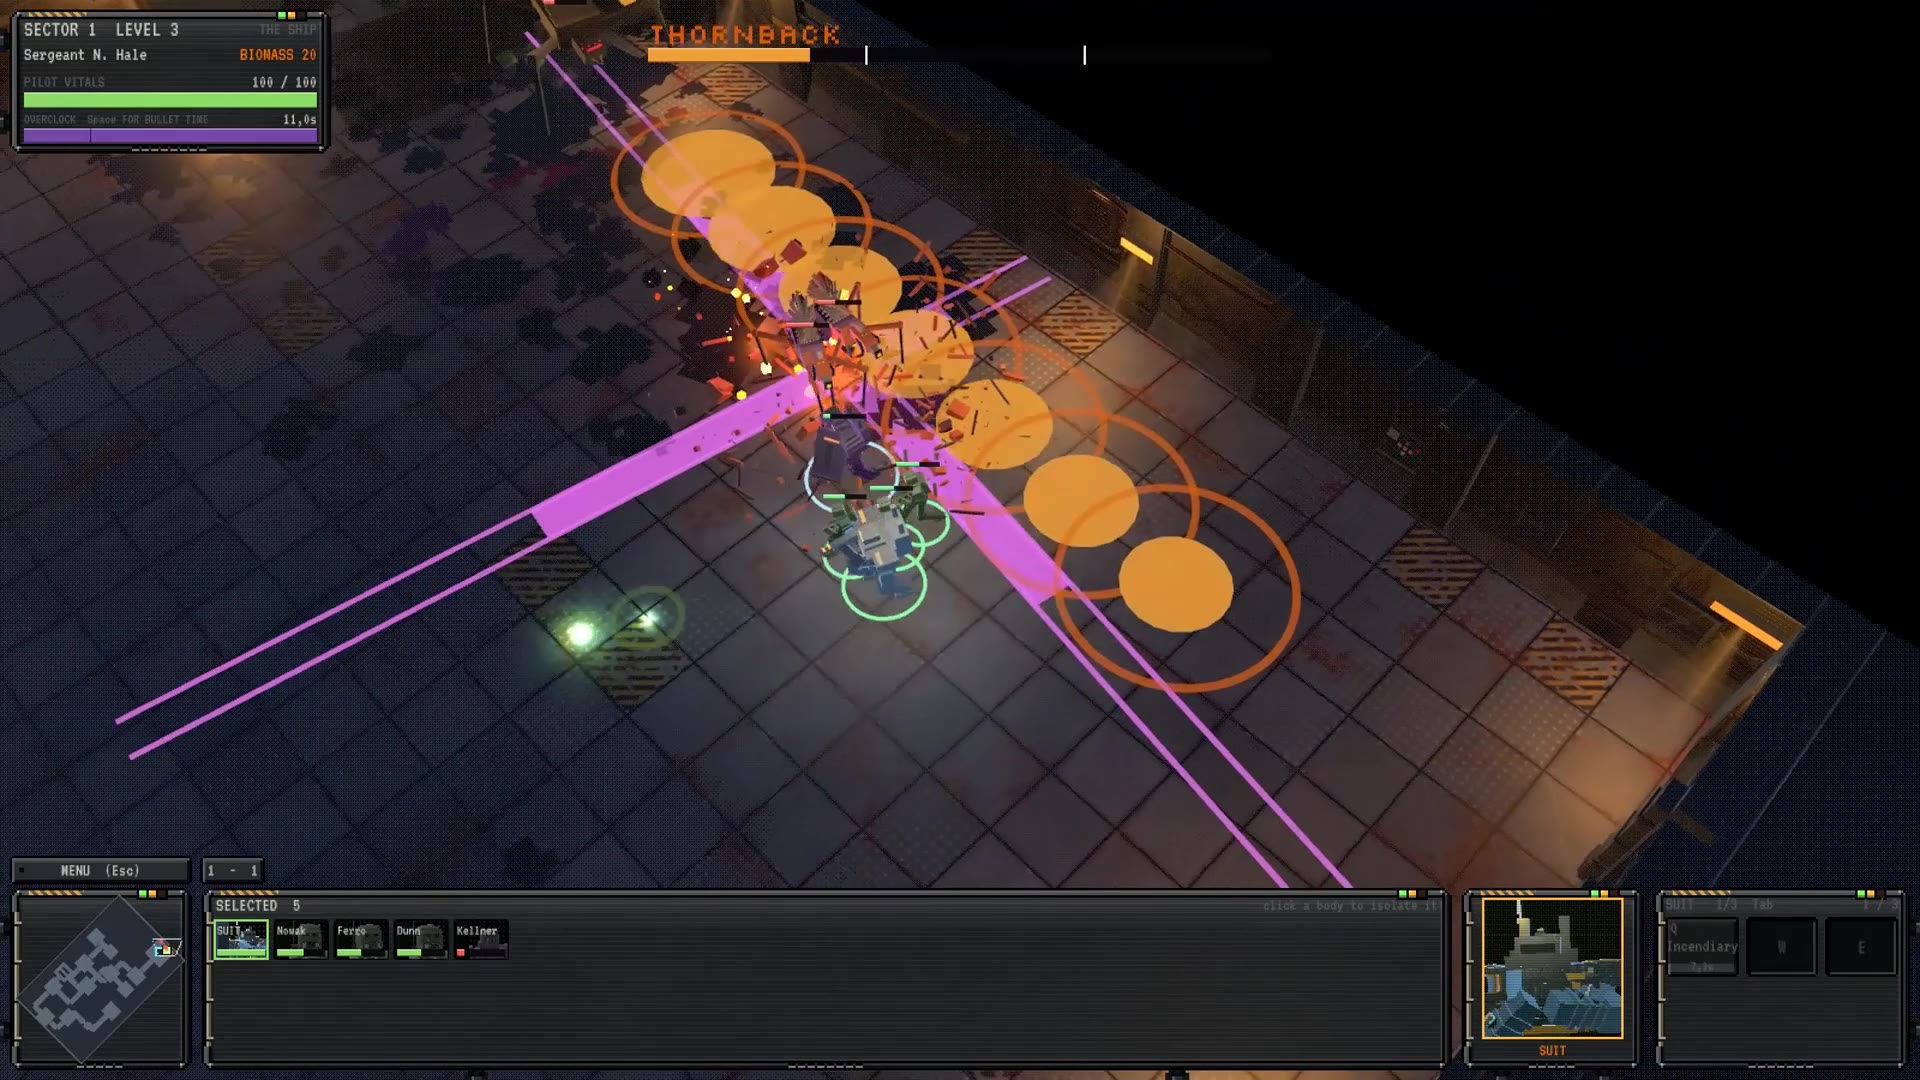 SECTOR 1 LEVEL 3 THE SHIP
Sergeant N. Hale BIOMASS 20
PILOT VITALS 100 / 100
OVERCLOCK Space FOR BULLET TIME 11,0s
THORNBACK
MENU (Esc)
1 - 1
SELECTED 5
click a body to isolate it
SUIT
Nowak
Ferro
Dunn
Kellner
SUIT
SUIT 1/3 Tab 1 / 3
Q
Incendiary
W
E